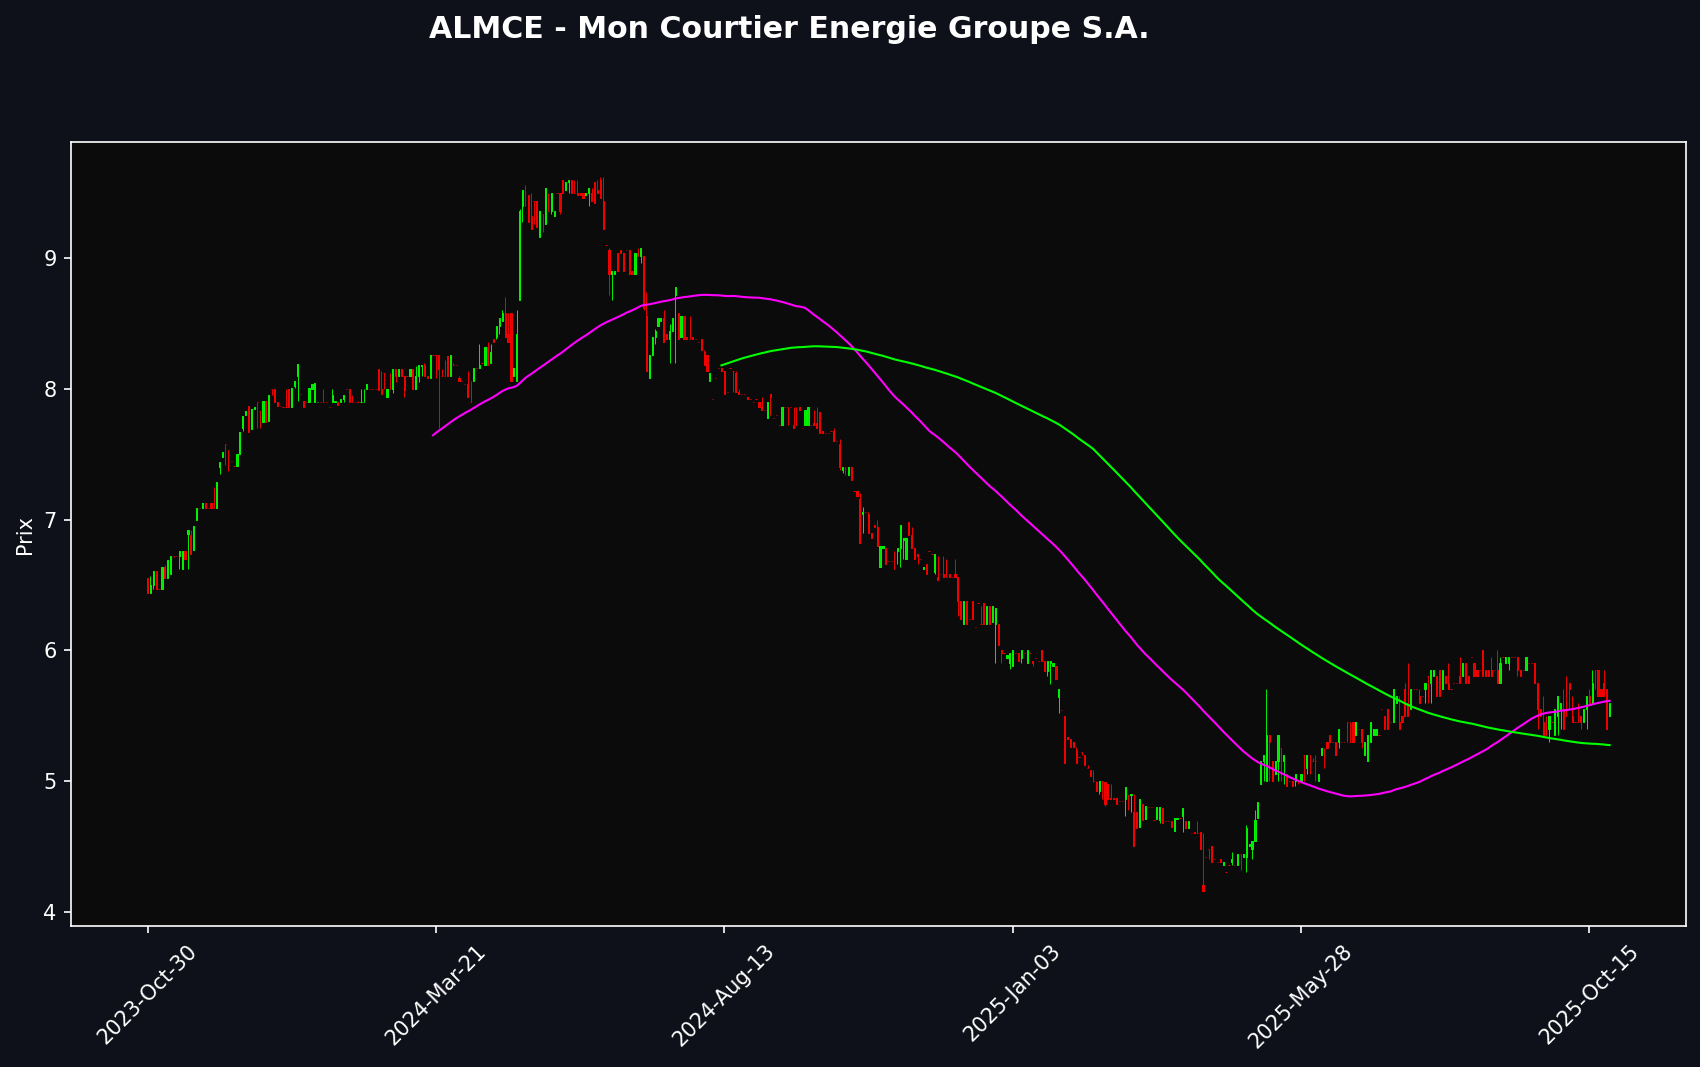 ALMCE - Mon Courtier Energie Groupe S.A.
Prix
9
8
7
6
5
4
2023-Oct-30
2024-Mar-21
2024-Aug-13
2025-Jan-03
2025-May-28
2025-Oct-15